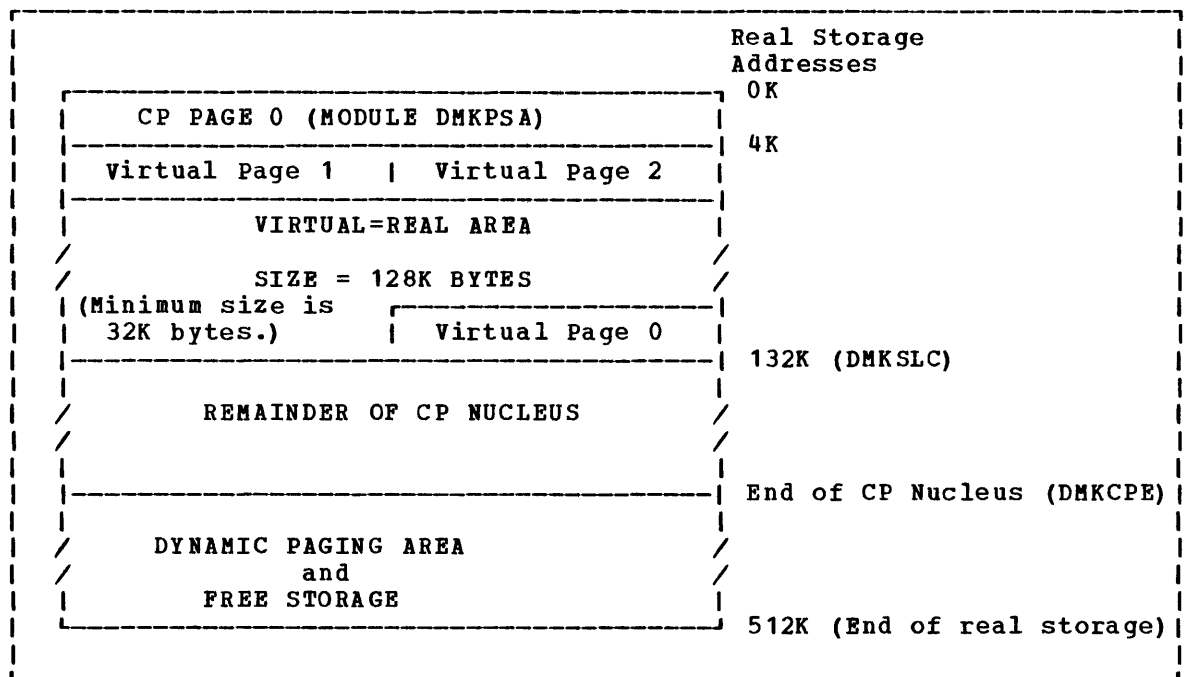 Real Storage
Addresses
0K
CP PAGE 0 (MODULE DMKPSA)
4K
Virtual Page 1 | Virtual Page 2
VIRTUAL=REAL AREA
SIZE = 128K BYTES
(Minimum size is
32K bytes.) | Virtual Page 0
132K (DMKSLC)
REMAINDER OF CP NUCLEUS
End of CP Nucleus (DMKCPE)
DYNAMIC PAGING AREA
and
FREE STORAGE
512K (End of real storage)